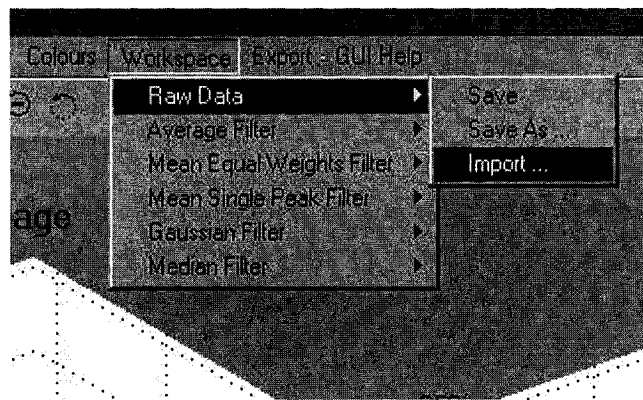 Colours Workspace Export - GUI Help
Raw Data
Average Filter
Mean Equal Weights Filter
Mean Single Peak Filter
Gaussian Filter
Median Filter
Save
Save As ...
Import ...
age